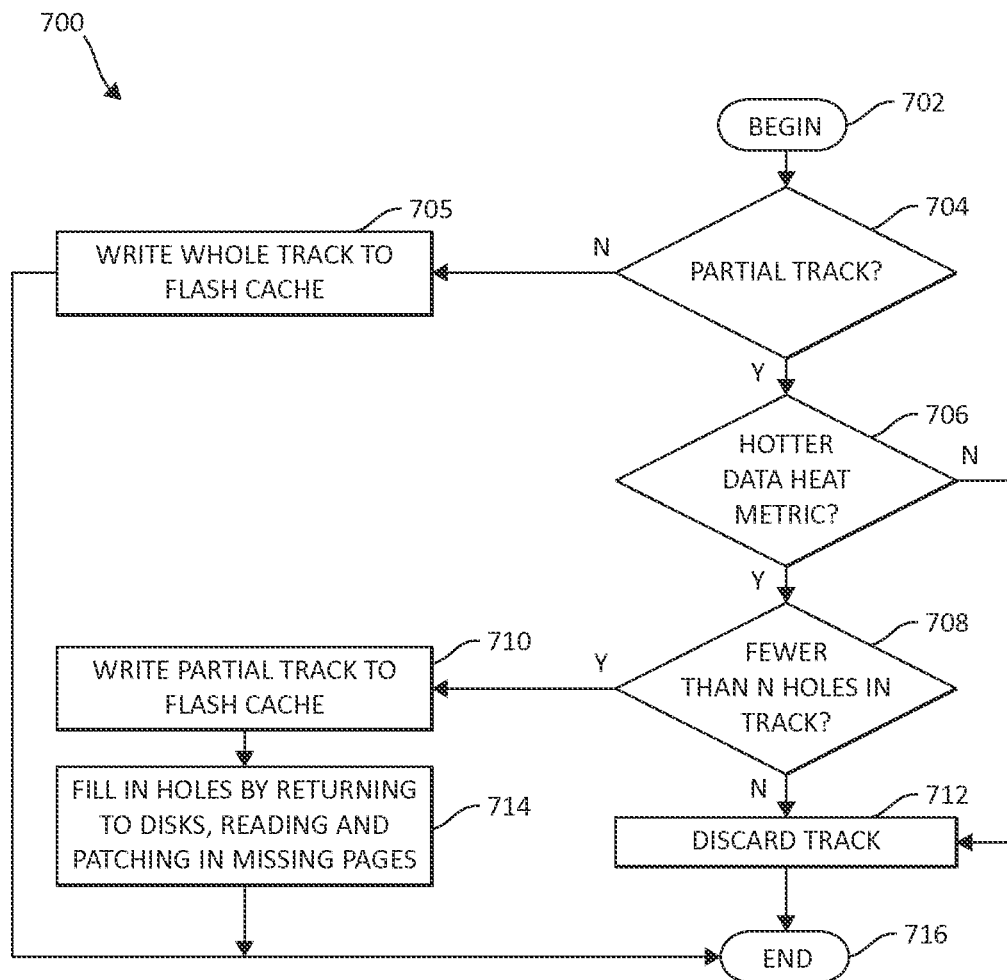 700
BEGIN
702
705
704
WRITE WHOLE TRACK TO
FLASH CACHE
N
PARTIAL TRACK?
Y
706
HOTTER
DATA HEAT
METRIC?
N
Y
710
708
WRITE PARTIAL TRACK TO
FLASH CACHE
Y
FEWER
THAN N HOLES IN
TRACK?
FILL IN HOLES BY RETURNING
TO DISKS, READING AND
PATCHING IN MISSING PAGES
714
N
712
DISCARD TRACK
END
716